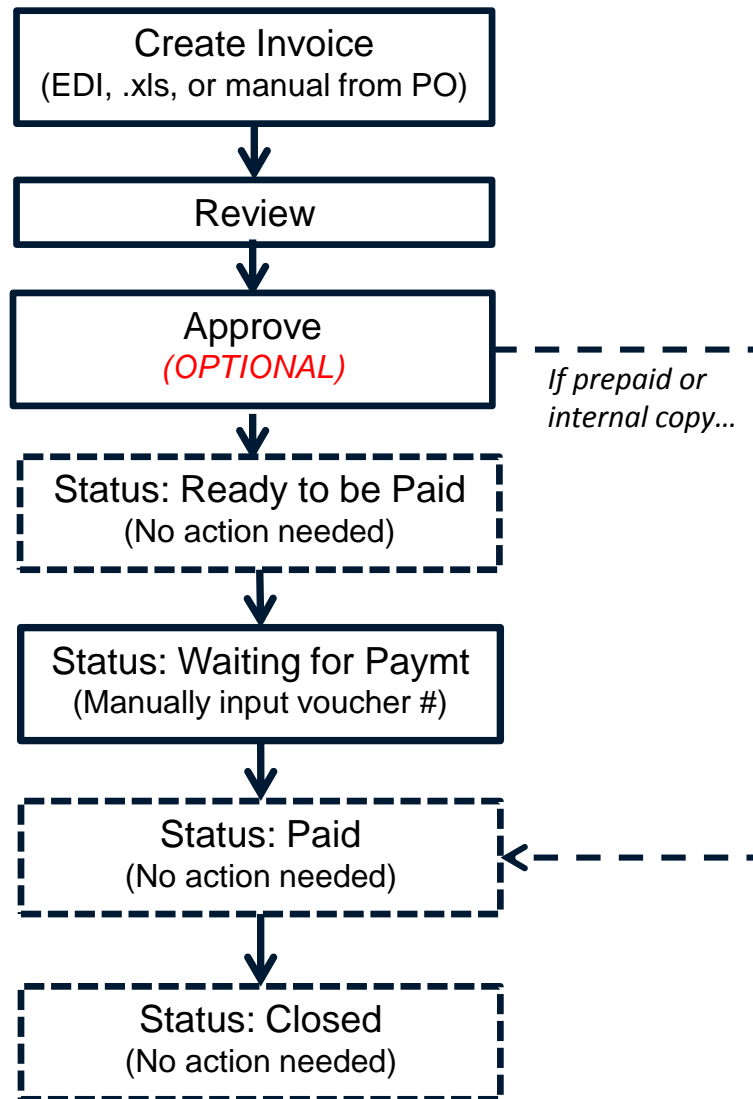 Create Invoice
(EDI, .xls, or manual from PO)
Review
Approve
(OPTIONAL)
If prepaid or
internal copy...
Status: Ready to be Paid
(No action needed)
Status: Waiting for Paymt
(Manually input voucher #)
Status: Paid
(No action needed)
Status: Closed
(No action needed)